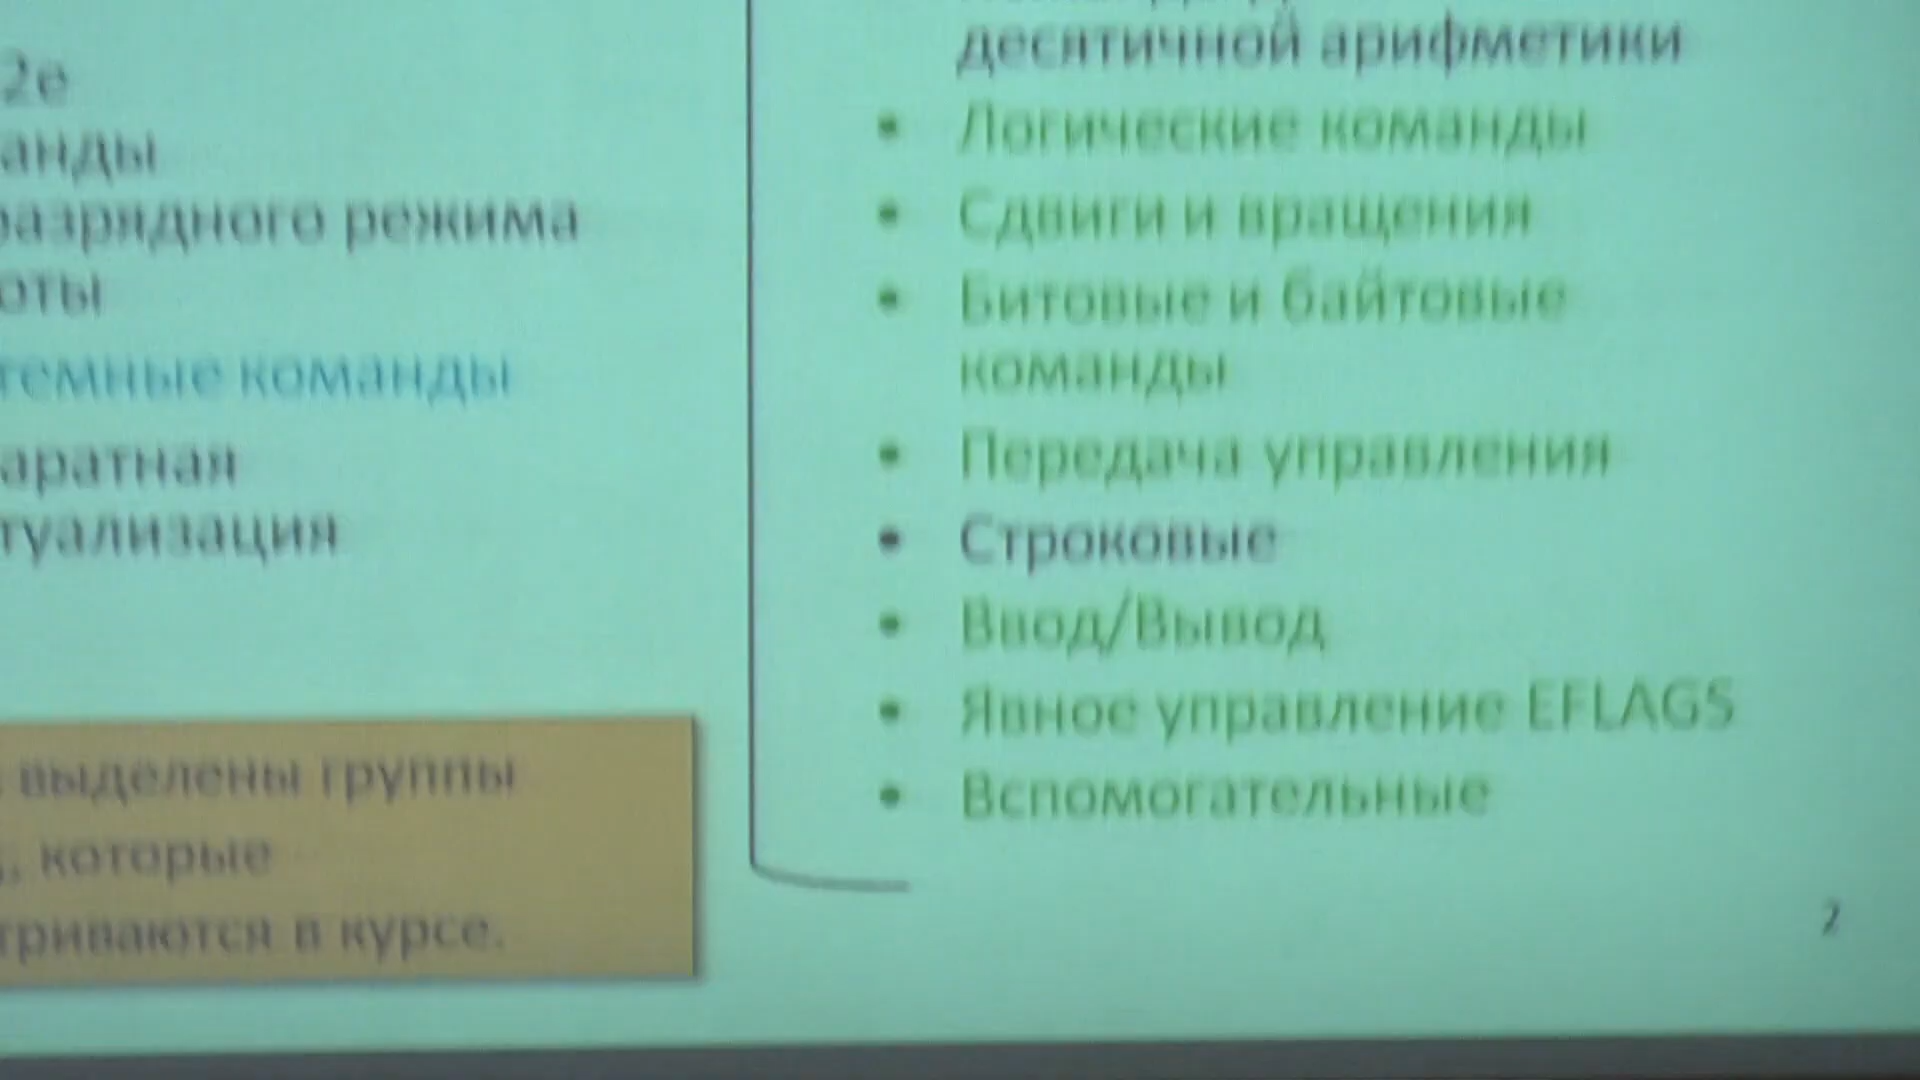 2е
анды
разрядного режима
оты
темные команды
аратная
туализация
выделены группы
, которые
триваются в курсе.
десятичной арифметики
• Логические команды
• Сдвиги и вращения
• Битовые и байтовые
команды
• Передача управления
• Строковые
• Ввод/Вывод
• Явное управление EFLAGS
• Вспомогательные
2